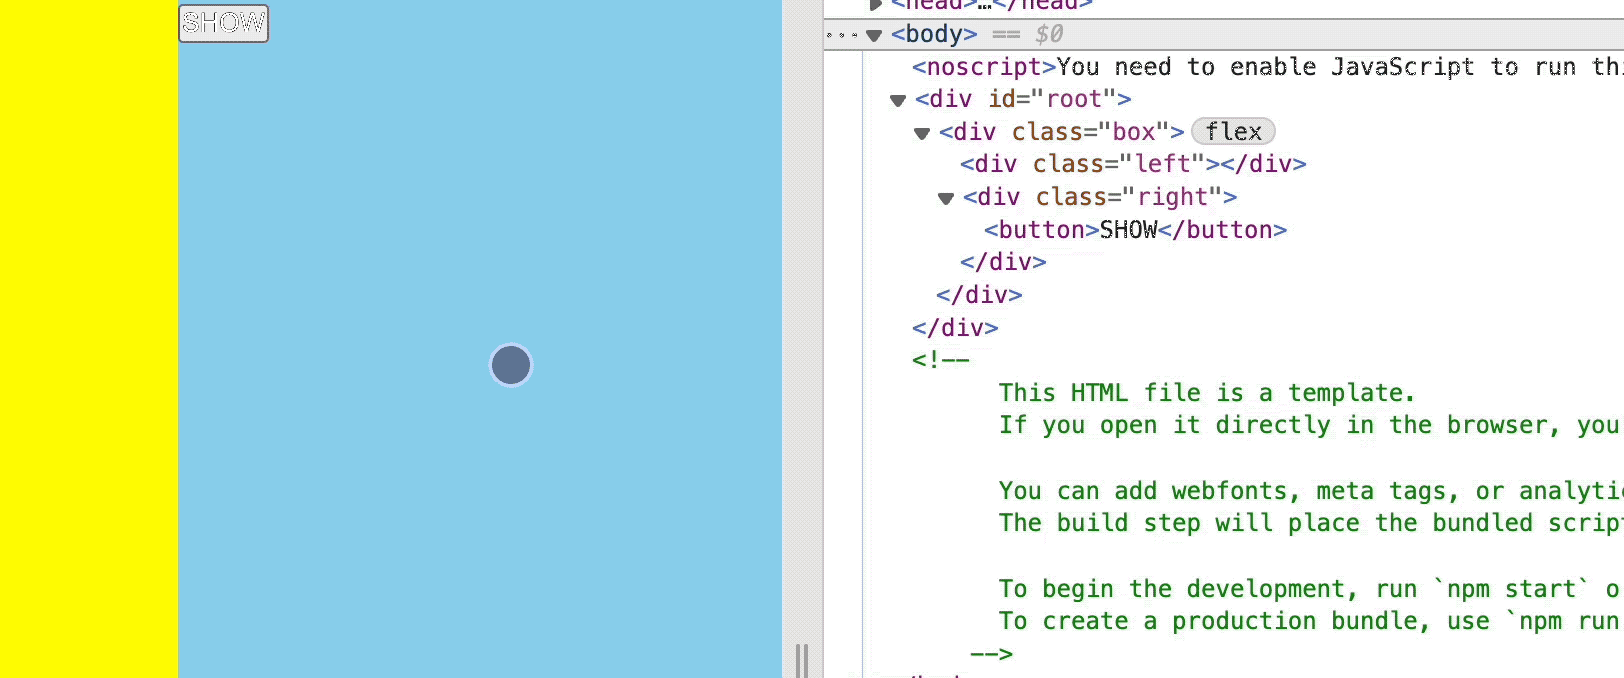 SHOW
<head>…</head>
<body> == $0
<noscript>You need to enable JavaScript to run thi
<div id="root">
<div class="box"> flex
<div class="left"></div>
<div class="right">
<button>SHOW</button>
</div>
</div>
</div>
<!--
This HTML file is a template.
If you open it directly in the browser, you
You can add webfonts, meta tags, or analytic
The build step will place the bundled script
To begin the development, run `npm start` o
To create a production bundle, use `npm run
-->